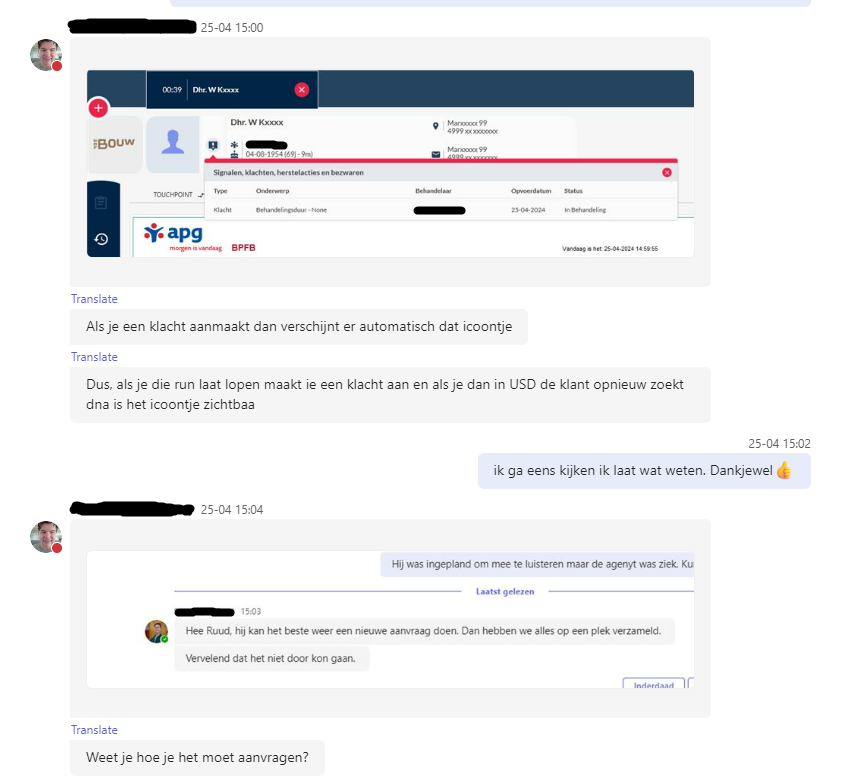 25-04 15:00
00:39 Dhr. W Kxxxx
Dhr. W Kxxxx
Marxxxxx 99
4999 xx xxxxxxx
BOUW
04-08-1954 (69j - 9m)
Marxxxxx 99
4999 xx xxxxxxx
Signalen, klachten, herstelacties en bezwaren
TOUCHPOINT
Type Onderwerp Behandelaar Opvoerdatum Status
Klacht Behandelingsduur - None 25-04-2024 In Behandeling
apg
morgen is vandaag BPFB
Vandaag is het: 25-04-2024 14:59:55
Translate
Als je een klacht aanmaakt dan verschijnt er automatisch dat icoontje
Translate
Dus, als je die run laat lopen maakt ie een klacht aan en als je dan in USD de klant opnieuw zoekt
dna is het icoontje zichtbaa
25-04 15:02
ik ga eens kijken ik laat wat weten. Dankjewel👍
25-04 15:04
Hij was ingepland om mee te luisteren maar de agenyt was ziek. Ku
Laatst gelezen
15:03
Hee Ruud, hij kan het beste weer een nieuwe aanvraag doen. Dan hebben we alles op een plek verzameld.
Vervelend dat het niet door kon gaan.
Inderdaad
Translate
Weet je hoe je het moet aanvragen?